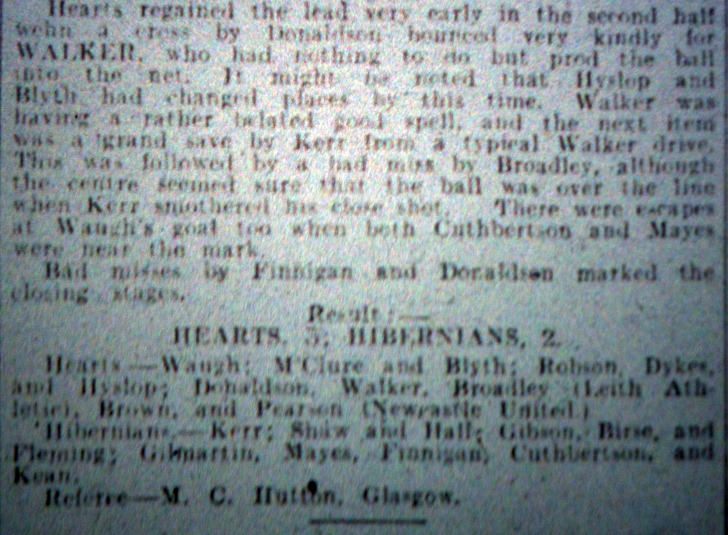 Hearts regained the lead very early in the second half
wehn a cross by Donaldson bounced very kindly for
WALKER, who had nothing to do but prod the ball
into the net. It might be noted that Hyslop and
Blyth had changed places by this time. Walker was
having a rather belated good spell, and the next item
was a grand save by Kerr from a typical Walker drive.
This was followed by a bad miss by Broadley, although
the centre seemed sure that the ball was over the line
when Kerr smothered his close shot. There were escapes
at Waugh's goal too when both Cuthbertson and Mayes
were near the mark.
Bad misses by Finnigan and Donaldson marked the
closing stages.
Result:—
HEARTS, 3; HIBERNIANS, 2.
Hearts.—Waugh; M'Clure and Blyth; Robson, Dykes,
and Hyslop; Donaldson, Walker, Broadley (Leith Ath-
letic), Brown, and Pearson (Newcastle United.)
Hibernians.—Kerr; Shaw and Hall; Gibson, Birse, and
Fleming; Gilmartin, Mayes, Finnigan, Cuthbertson, and
Kean.
Referee—M. C. Hutton, Glasgow.